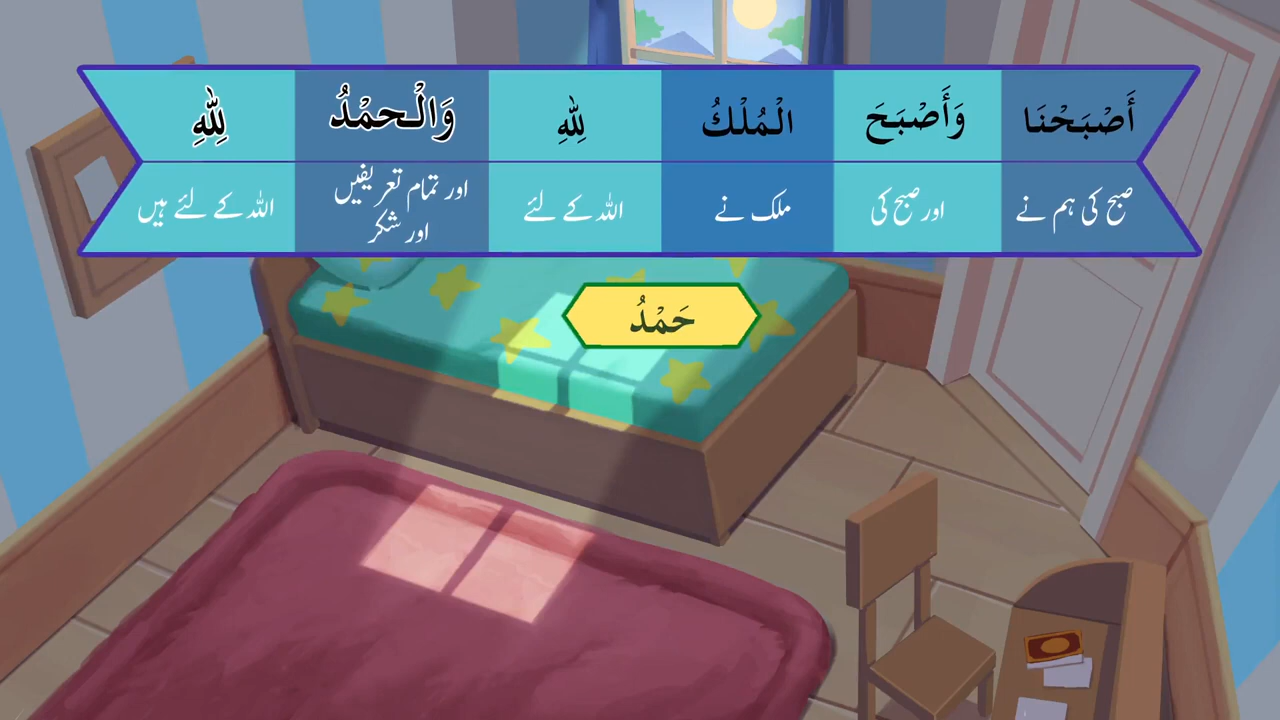 أَصْبَحْنَا وَأَصْبَحَ الْمُلْكُ لِلّٰهِ وَالْحَمْدُ لِلّٰهِ
صبح کی ہم نے اور صبح کی ملک نے اللہ کے لئے اور تمام تعریفیں اللہ کے لئے ہیں
اور شکر
حَمْدُ